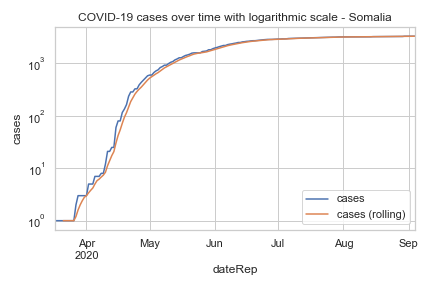 COVID-19 cases over time with logarithmic scale - Somalia
cases
10³
10²
10¹
10⁰
cases
cases (rolling)
Apr May Jun Jul Aug Sep
2020
dateRep